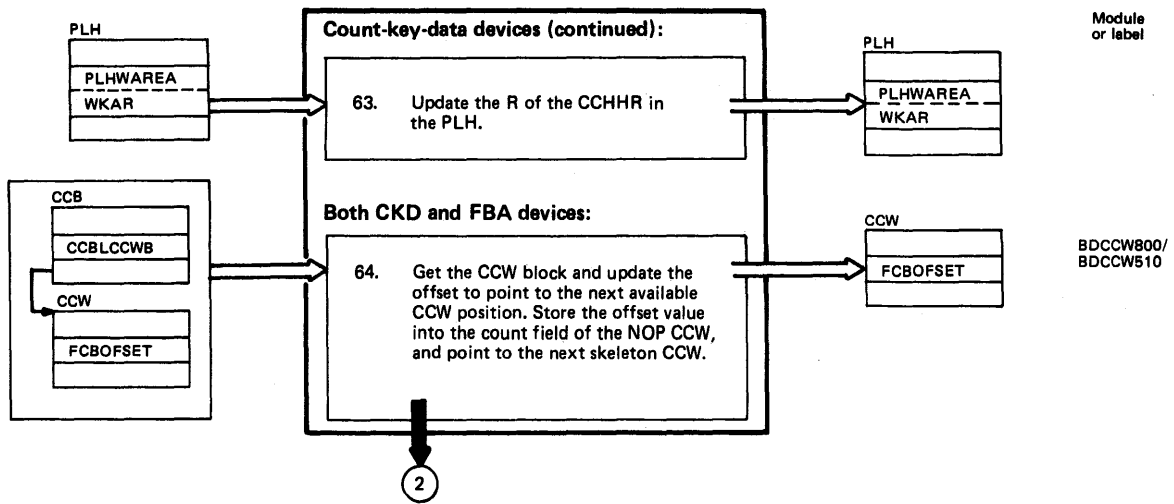 Count-key-data devices (continued):
Module
or label
PLH
PLHWAREA
WKAR
63. Update the R of the CCHHR in
the PLH.
PLH
PLHWAREA
WKAR
Both CKD and FBA devices:
CCB
CCBLCCWB
CCW
FCBOFSET
64. Get the CCW block and update the
offset to point to the next available
CCW position. Store the offset value
into the count field of the NOP CCW,
and point to the next skeleton CCW.
CCW
FCBOFSET
BDCCW800/
BDCCW510
2